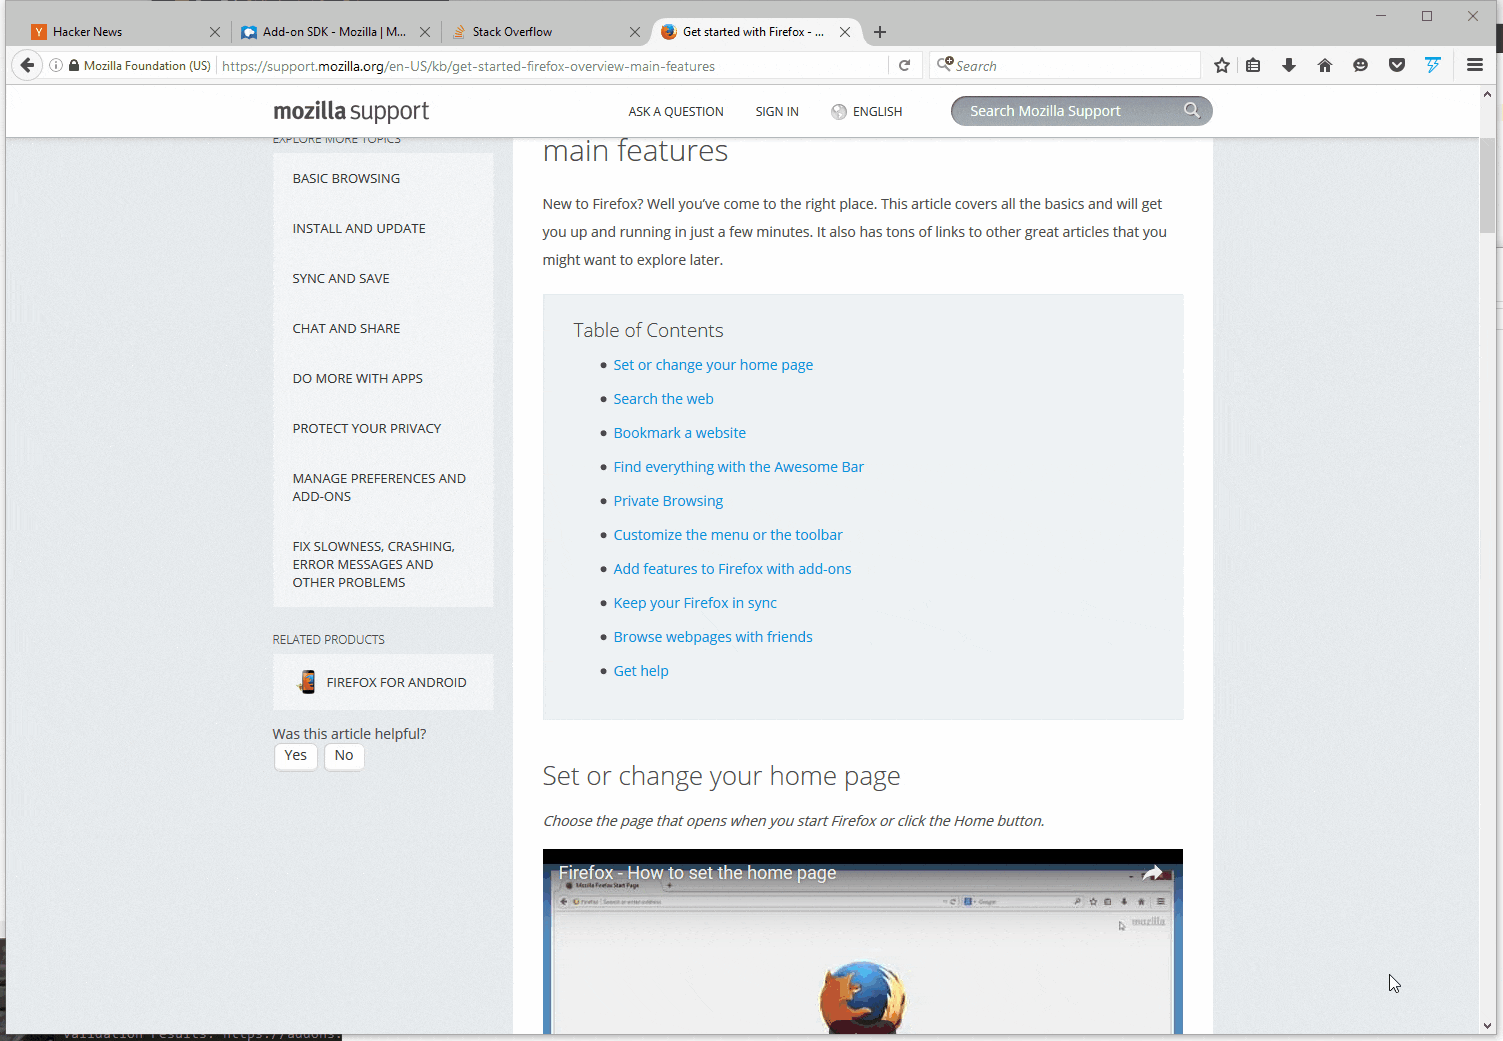 Hacker News
Add-on SDK - Mozilla | M...
Stack Overflow
Get started with Firefox - ...
Mozilla Foundation (US)
https://support.mozilla.org/en-US/kb/get-started-firefox-overview-main-features
Search
mozilla support
ASK A QUESTION
SIGN IN
ENGLISH
Search Mozilla Support
EXPLORE MORE TOPICS
BASIC BROWSING
INSTALL AND UPDATE
SYNC AND SAVE
CHAT AND SHARE
DO MORE WITH APPS
PROTECT YOUR PRIVACY
MANAGE PREFERENCES AND
ADD-ONS
FIX SLOWNESS, CRASHING,
ERROR MESSAGES AND
OTHER PROBLEMS
RELATED PRODUCTS
FIREFOX FOR ANDROID
Was this article helpful?
Yes
No
main features
New to Firefox? Well you’ve come to the right place. This article covers all the basics and will get
you up and running in just a few minutes. It also has tons of links to other great articles that you
might want to explore later.
Table of Contents
Set or change your home page
Search the web
Bookmark a website
Find everything with the Awesome Bar
Private Browsing
Customize the menu or the toolbar
Add features to Firefox with add-ons
Keep your Firefox in sync
Browse webpages with friends
Get help
Set or change your home page
Choose the page that opens when you start Firefox or click the Home button.
Firefox - How to set the home page
Mozilla Firefox Start Page
Firefox
Search or enter address
Google
mozilla
validation results: https://addons.